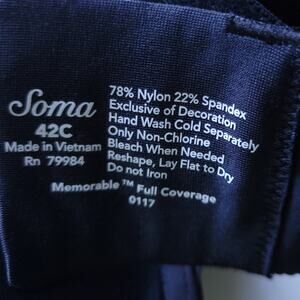 Soma
42C
Made in Vietnam
Rn 79984
78% Nylon 22% Spandex
Exclusive of Decoration
Hand Wash Cold Separately
Only Non-Chlorine
Bleach When Needed
Reshape, Lay Flat to Dry
Do not Iron
Memorable™ Full Coverage
0117